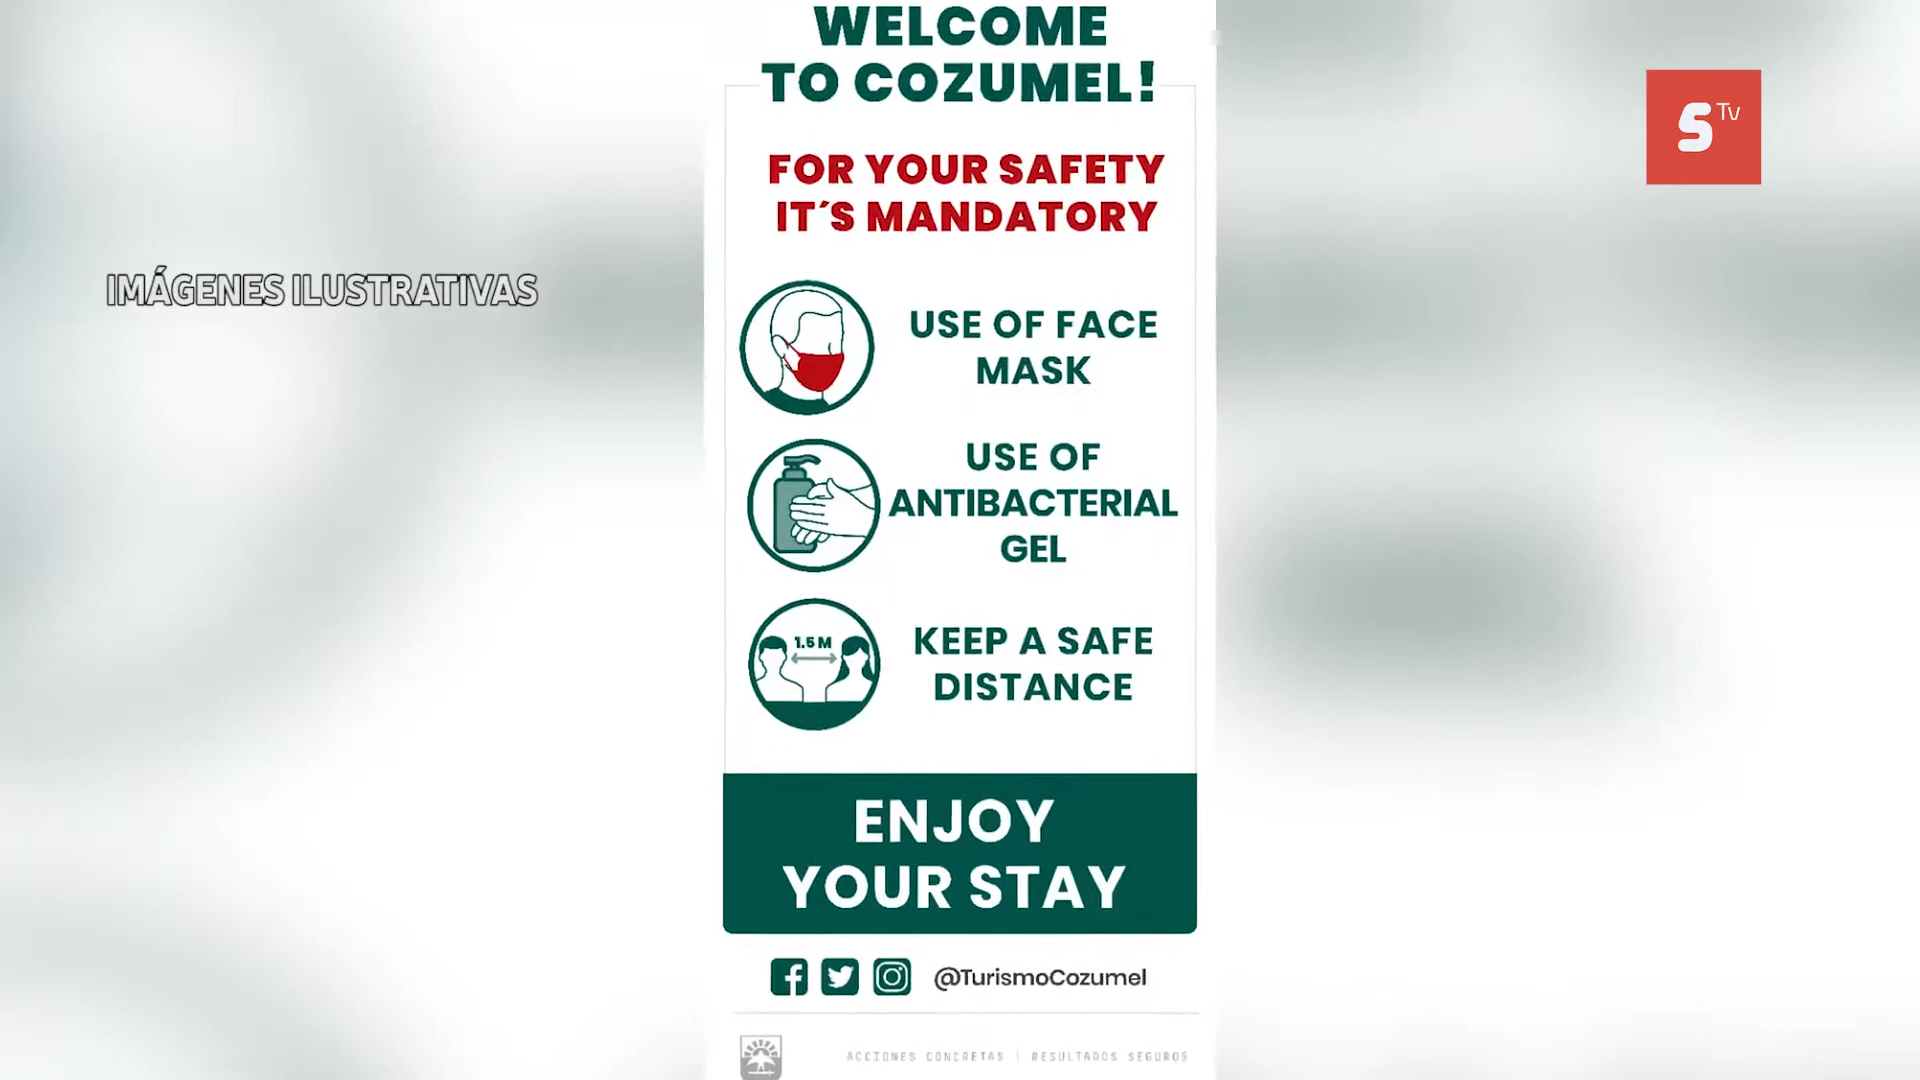 WELCOME
TO COZUMEL!
S Tv
FOR YOUR SAFETY
IT´S MANDATORY
IMÁGENES ILUSTRATIVAS
USE OF FACE
MASK
USE OF
ANTIBACTERIAL
GEL
1.5 M
KEEP A SAFE
DISTANCE
ENJOY
YOUR STAY
@TurismoCozumel
ACCIONES CONCRETAS | RESULTADOS SEGUROS